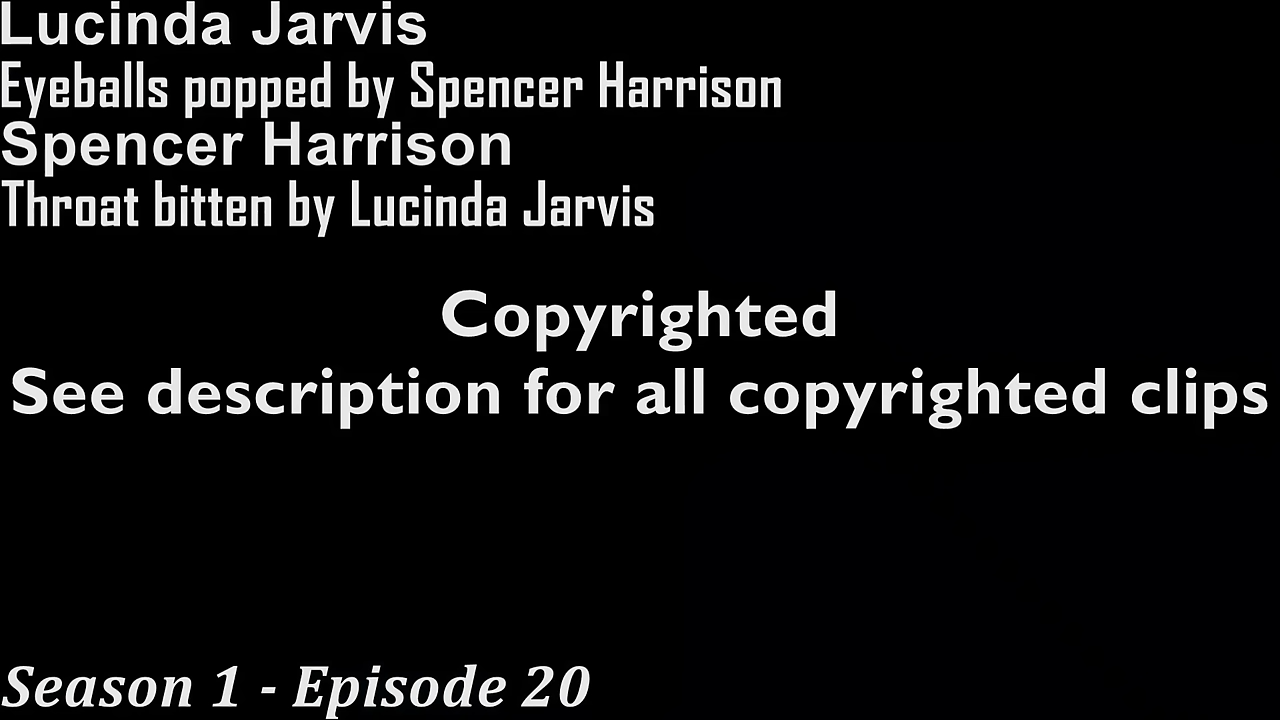 Lucinda Jarvis
Eyeballs popped by Spencer Harrison
Spencer Harrison
Throat bitten by Lucinda Jarvis
Copyrighted
See description for all copyrighted clips
Season 1 - Episode 20